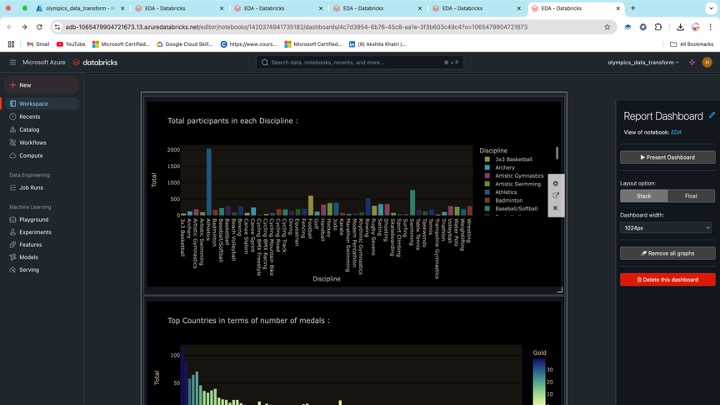 olympics_data_transform – M
EDA – Databricks
EDA – Databricks
EDA – Databricks
EDA – Databricks
EDA – Databricks
adb-1065479904721673.13.azuredatabricks.net/editor/notebooks/1420374941735182/dashboards/4c7d3954-6b76-45c8-aa1e-3f3b603c49c4?o=1065479904721673
Gmail
YouTube
Microsoft Certified...
Google Cloud Skill...
https://www.cours...
Microsoft Certified...
(8) Akshita Khatri |...
All Bookmarks
Microsoft Azure
databricks
Search data, notebooks, recents, and more...
⌘ + P
olympics_data_transform
New
Workspace
Recents
Catalog
Workflows
Compute
Data Engineering
Job Runs
Machine Learning
Playground
Experiments
Features
Models
Serving
Total participants in each Discipline :
Total
2000
1500
1000
500
0
3x3 Basketball
Archery
Artistic Gymnastics
Artistic Swimming
Athletics
Badminton
Baseball/Softball
Basketball
Beach Volleyball
Boxing
Canoe Slalom
Canoe Sprint
Cycling BMX Freestyle
Cycling BMX Racing
Cycling Mountain Bike
Cycling Road
Cycling Track
Diving
Equestrian
Fencing
Football
Golf
Handball
Hockey
Judo
Karate
Marathon Swimming
Modern Pentathlon
Rhythmic Gymnastics
Rowing
Rugby Sevens
Sailing
Shooting
Skateboarding
Sport Climbing
Surfing
Swimming
Table Tennis
Taekwondo
Tennis
Trampoline Gymnastics
Triathlon
Volleyball
Water Polo
Weightlifting
Wrestling
Discipline
Discipline
3x3 Basketball
Archery
Artistic Gymnastics
Artistic Swimming
Athletics
Badminton
Baseball/Softball
Top Countries in terms of number of medals :
Total
100
50
Gold
30
20
10
Report Dashboard
View of notebook: EDA
Present Dashboard
Layout option:
Stack
Float
Dashboard width:
1024px
Remove all graphs
Delete this dashboard